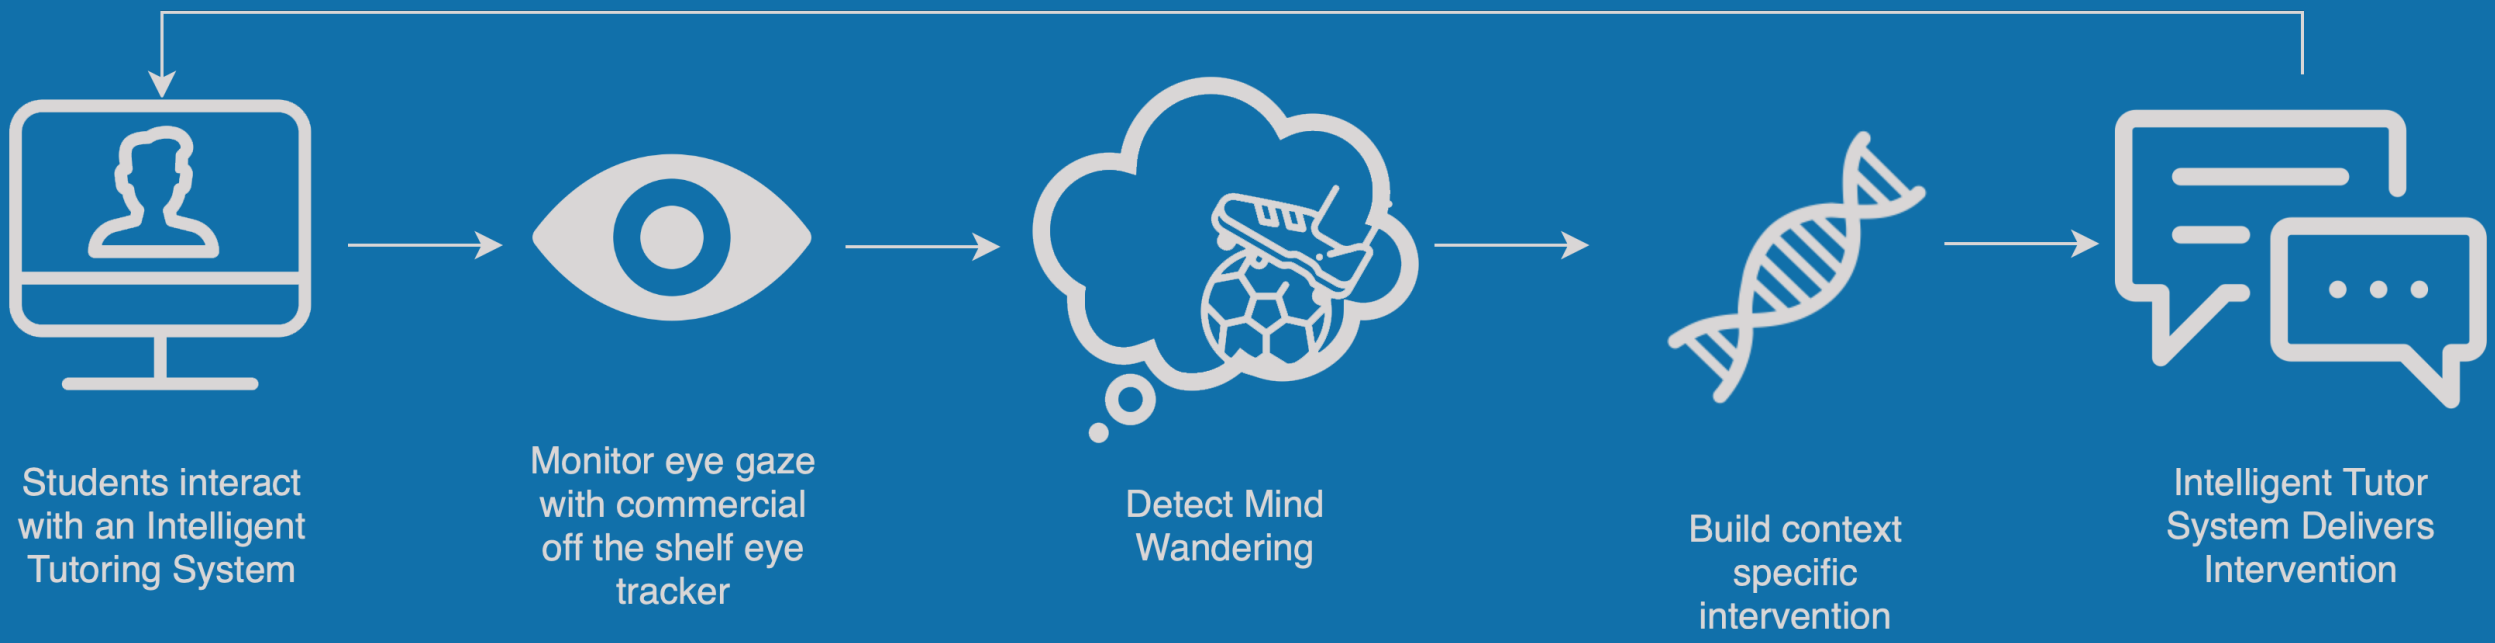 Students interact
with an Intelligent
Tutoring System
Monitor eye gaze
with commercial
off the shelf eye
tracker
Detect Mind
Wandering
Build context
specific
intervention
Intelligent Tutor
System Delivers
Intervention